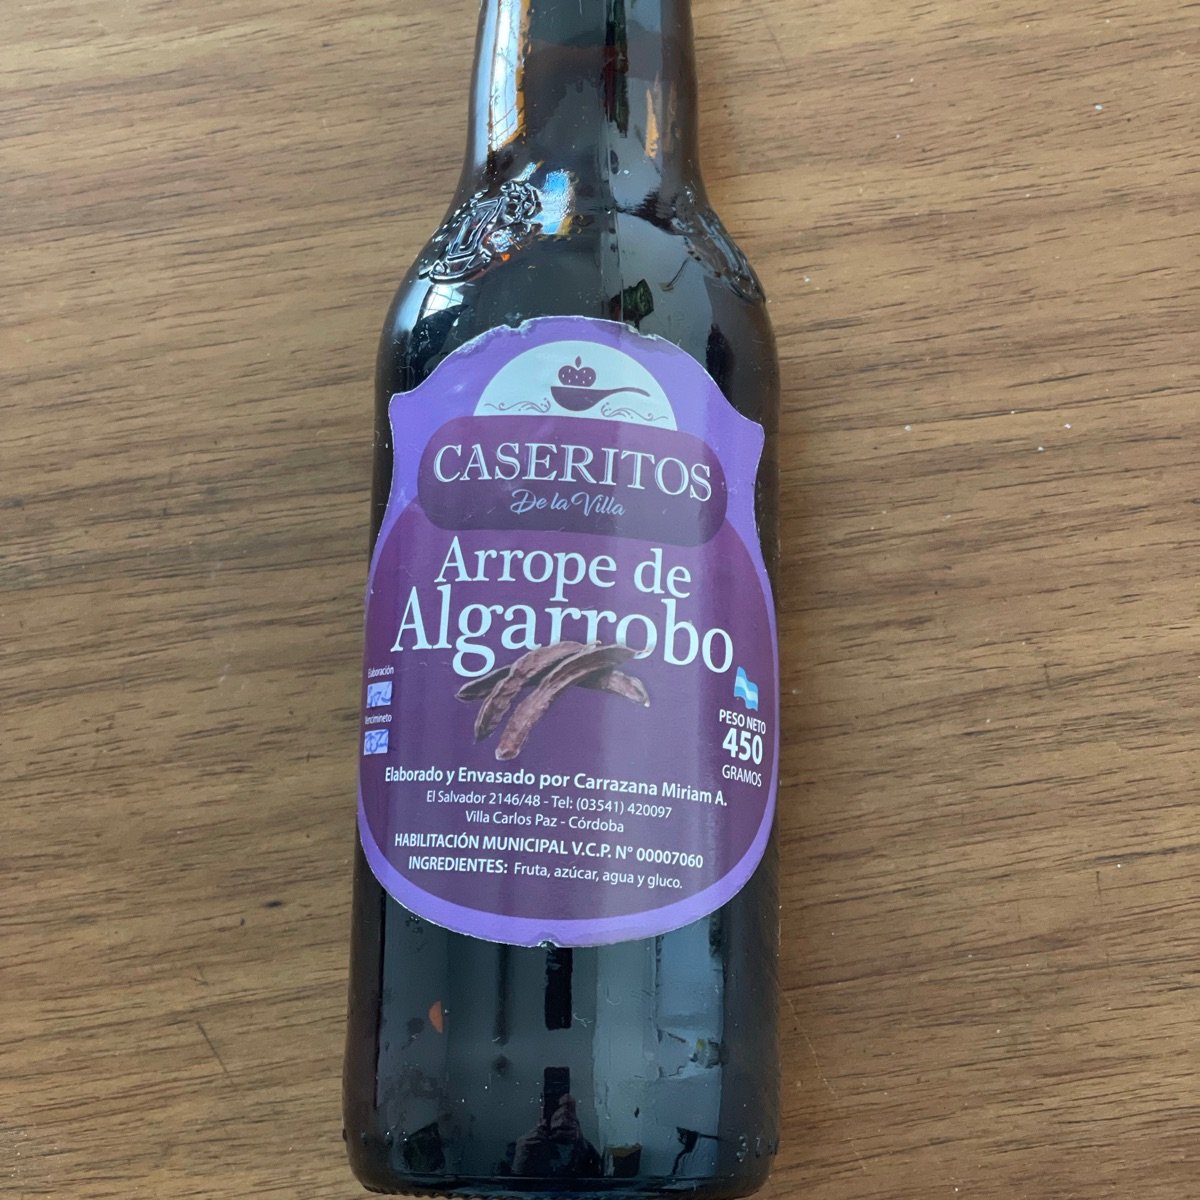 CASERITOS
De la Villa
Arrope de
Algarrobo
Elaboración
Vencimineto
PESO NETO
450
GRAMOS
Elaborado y Envasado por Carrazana Miriam A.
El Salvador 2146/48 - Tel: (03541) 420097
Villa Carlos Paz - Córdoba
HABILITACIÓN MUNICIPAL V.C.P. N° 00007060
INGREDIENTES: Fruta, azúcar, agua y gluco.